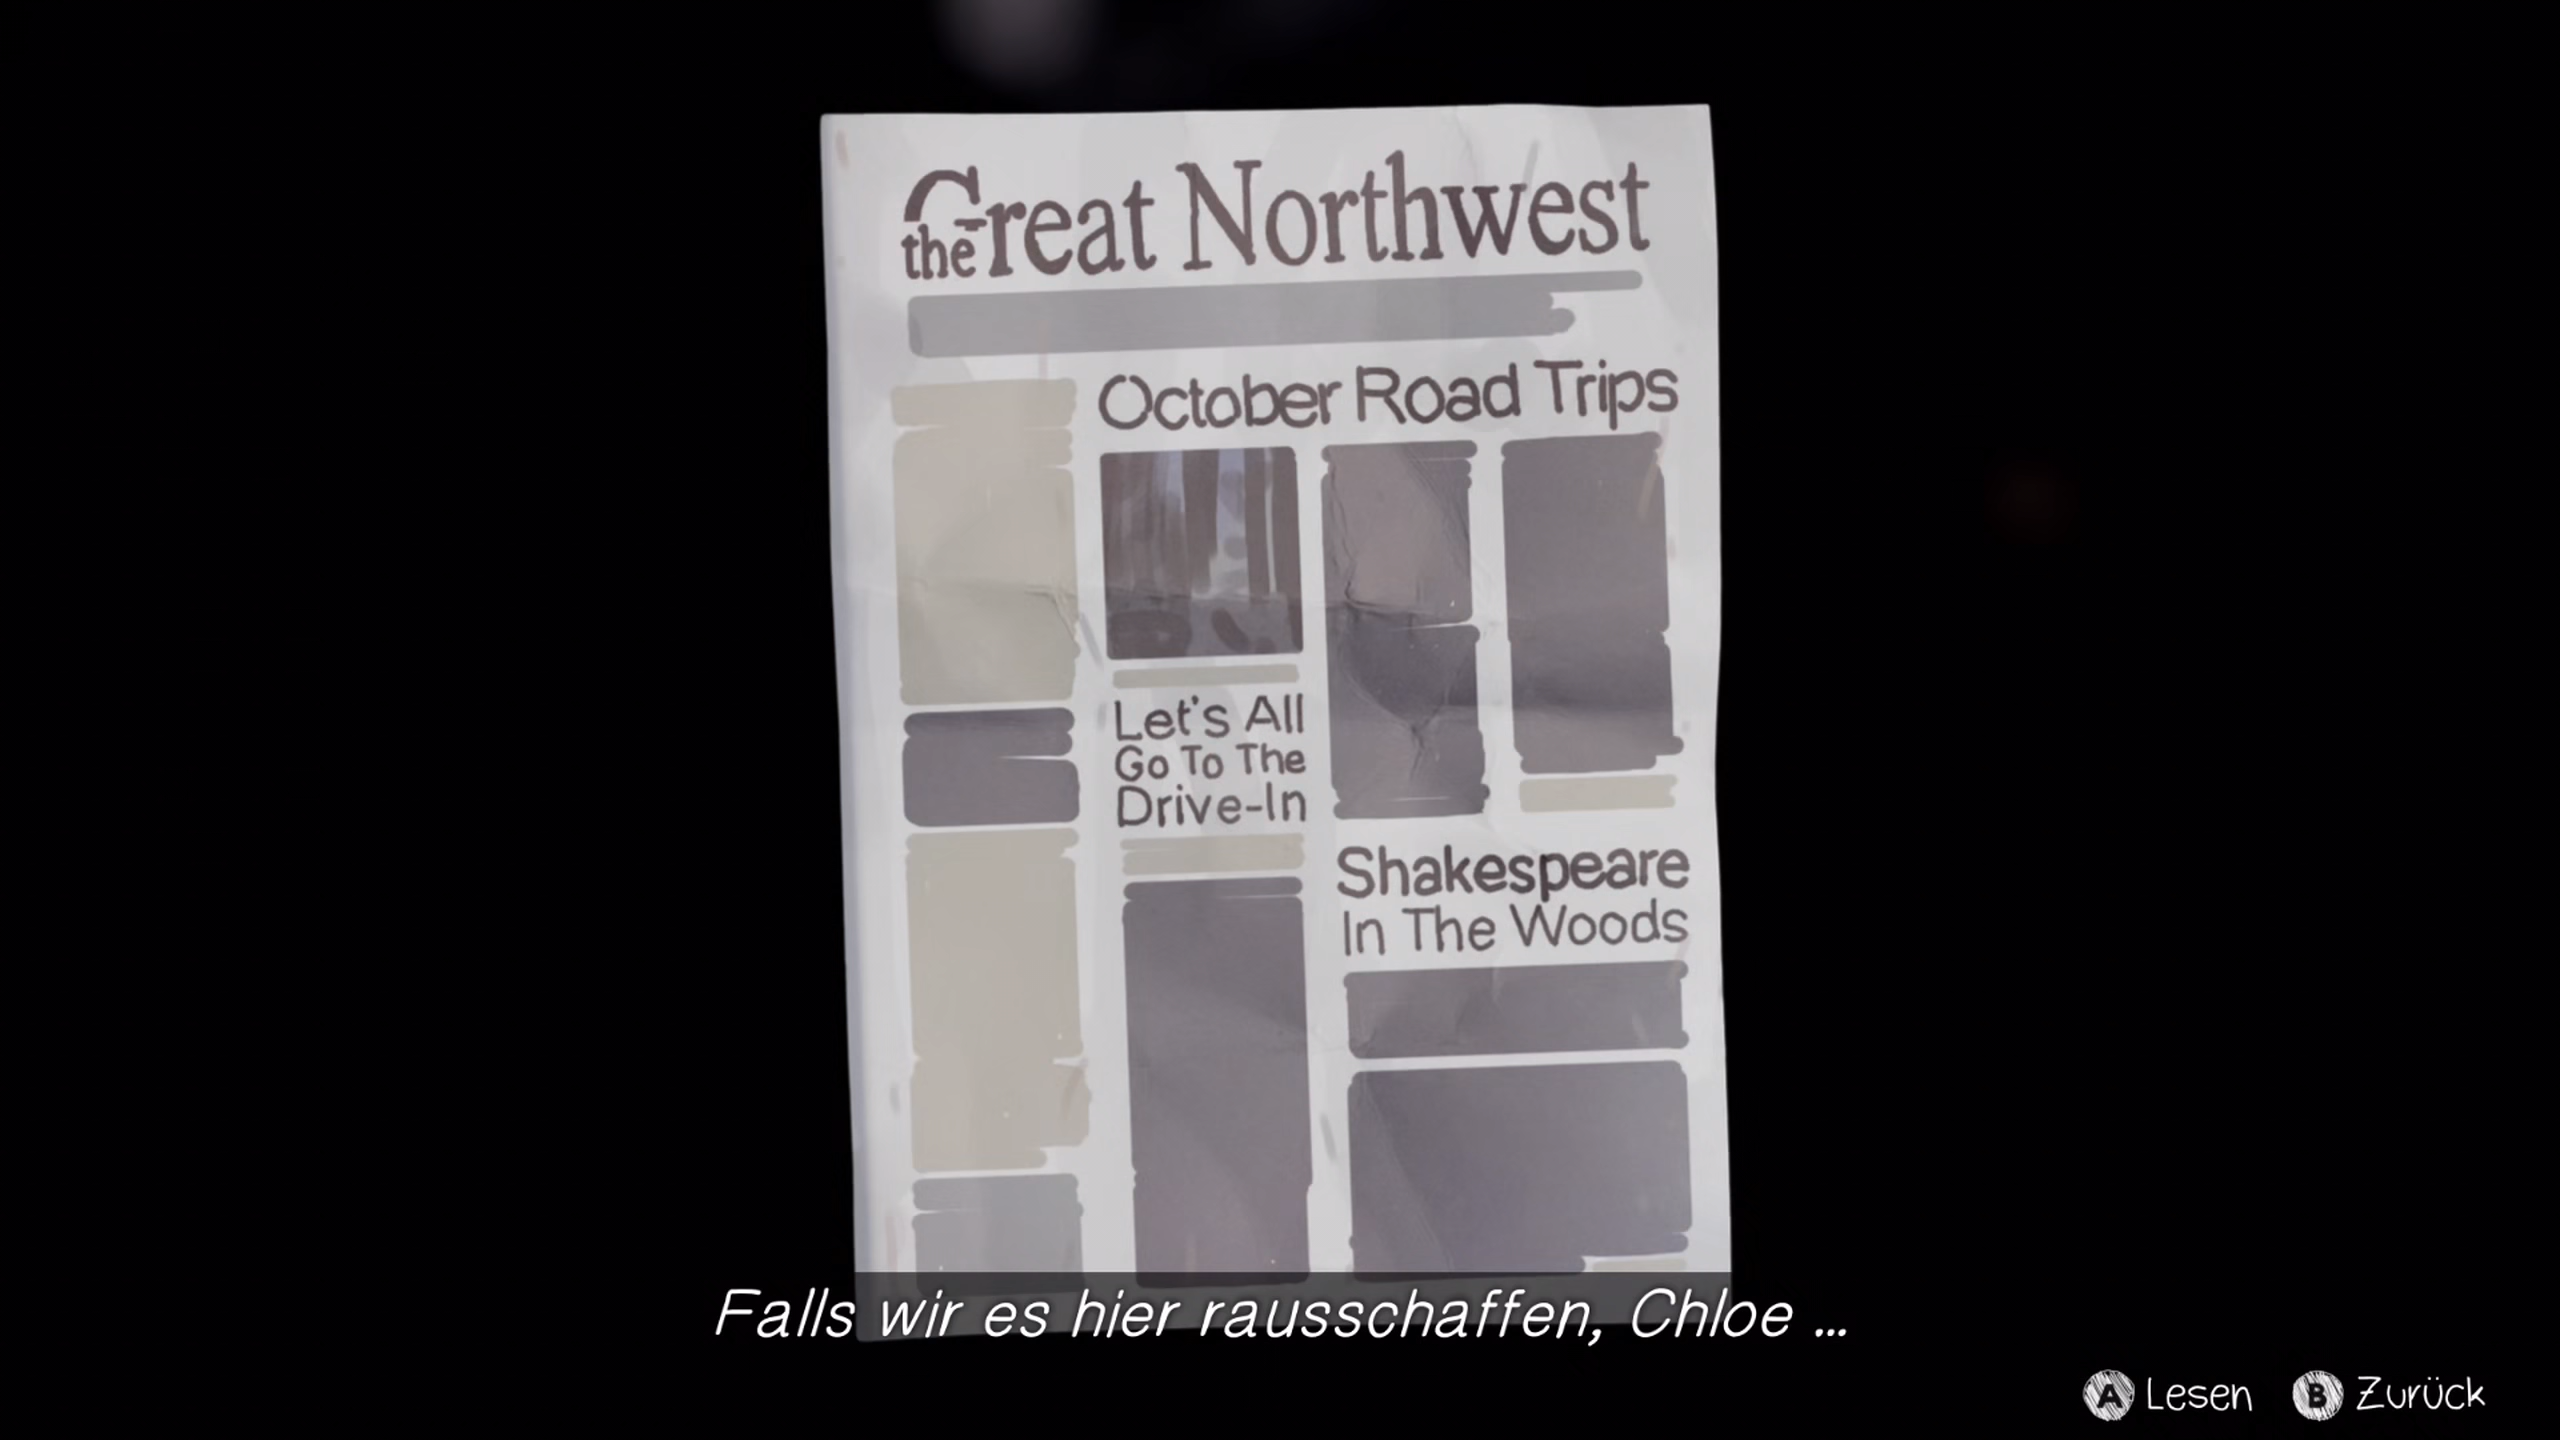 the Great Northwest
October Road Trips
Let's All
Go To The
Drive-In
Shakespeare
In The Woods
Falls wir es hier rausschaffen, Chloe ...
A Lesen B Zurück